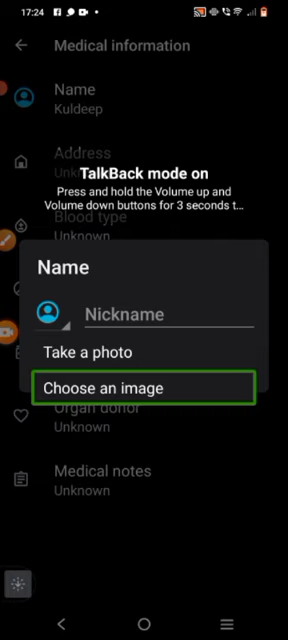 17:24
Medical information
Name
Kuldeep
Address
TalkBack mode on
Press and hold the Volume up and
Volume down buttons for 3 seconds t...
Blood type
Unknown
Name
Nickname
Take a photo
Choose an image
Organ donor
Unknown
Medical notes
Unknown